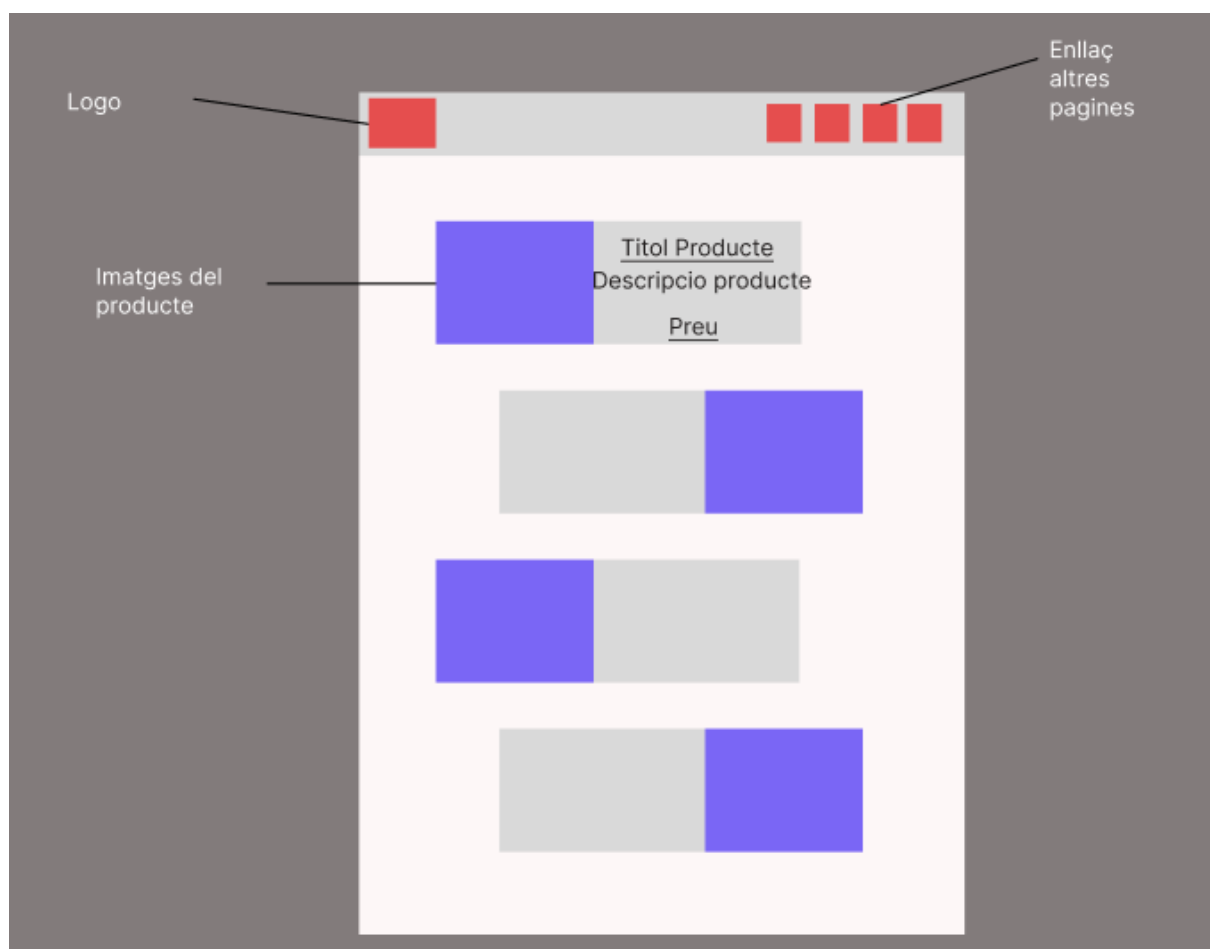 Enllaç
altres
pagines
Logo
Imatges del
producte
Titol Producte
Descripcio producte
Preu